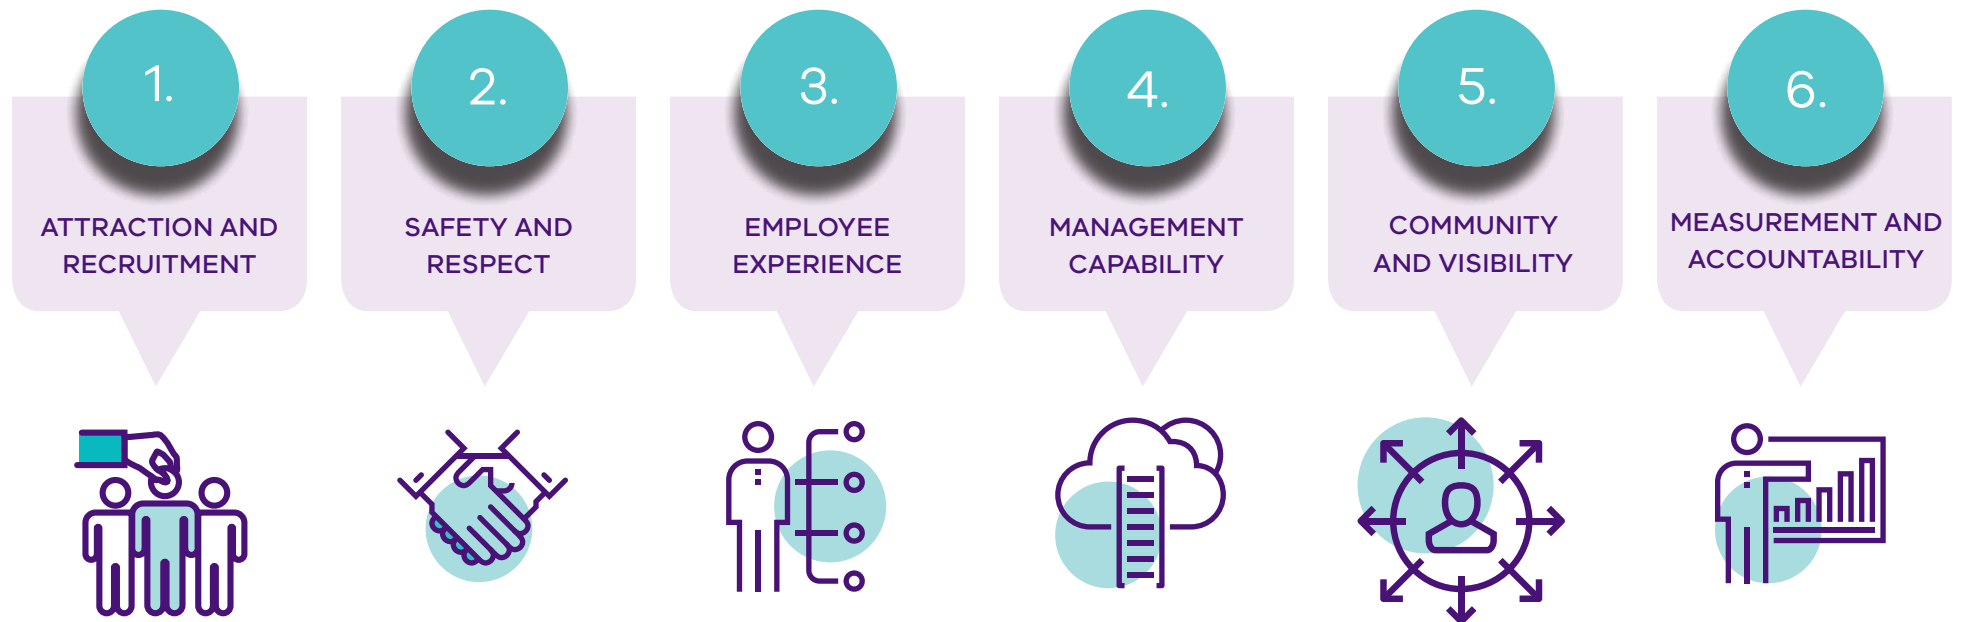 1.
ATTRACTION AND
RECRUITMENT
2.
SAFETY AND
RESPECT
3.
EMPLOYEE
EXPERIENCE
4.
MANAGEMENT
CAPABILITY
5.
COMMUNITY
AND VISIBILITY
6.
MEASUREMENT AND
ACCOUNTABILITY